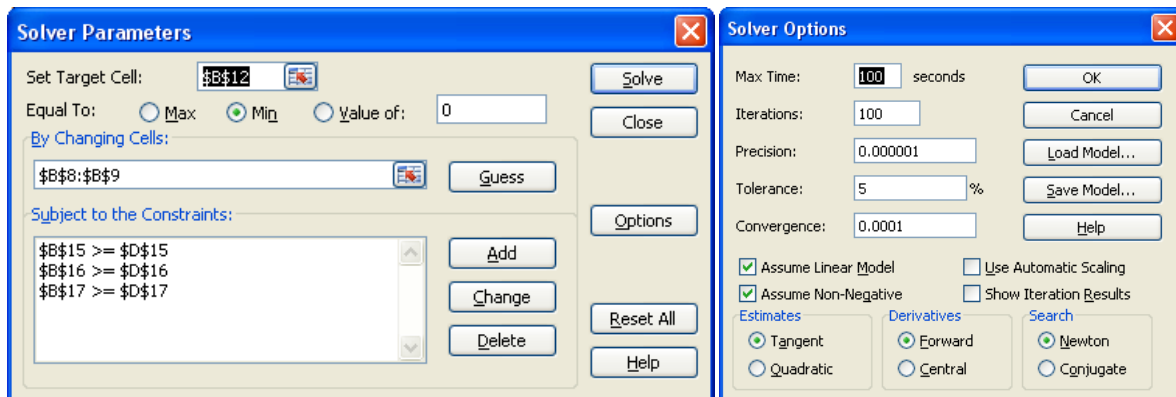 Solver Parameters
Set Target Cell: $B$12 Solve
Equal To: Max Min Value of: 0 Close
By Changing Cells:
$B$8:$B$9 Guess
Subject to the Constraints: Options
$B$15 >= $D$15 Add
$B$16 >= $D$16
$B$17 >= $D$17 Change
Reset All
Delete
Help
Solver Options
Max Time: 100 seconds OK
Iterations: 100 Cancel
Precision: 0.000001 Load Model...
Tolerance: 5 % Save Model...
Convergence: 0.0001 Help
Assume Linear Model Use Automatic Scaling
Assume Non-Negative Show Iteration Results
Estimates Derivatives Search
Tangent Forward Newton
Quadratic Central Conjugate